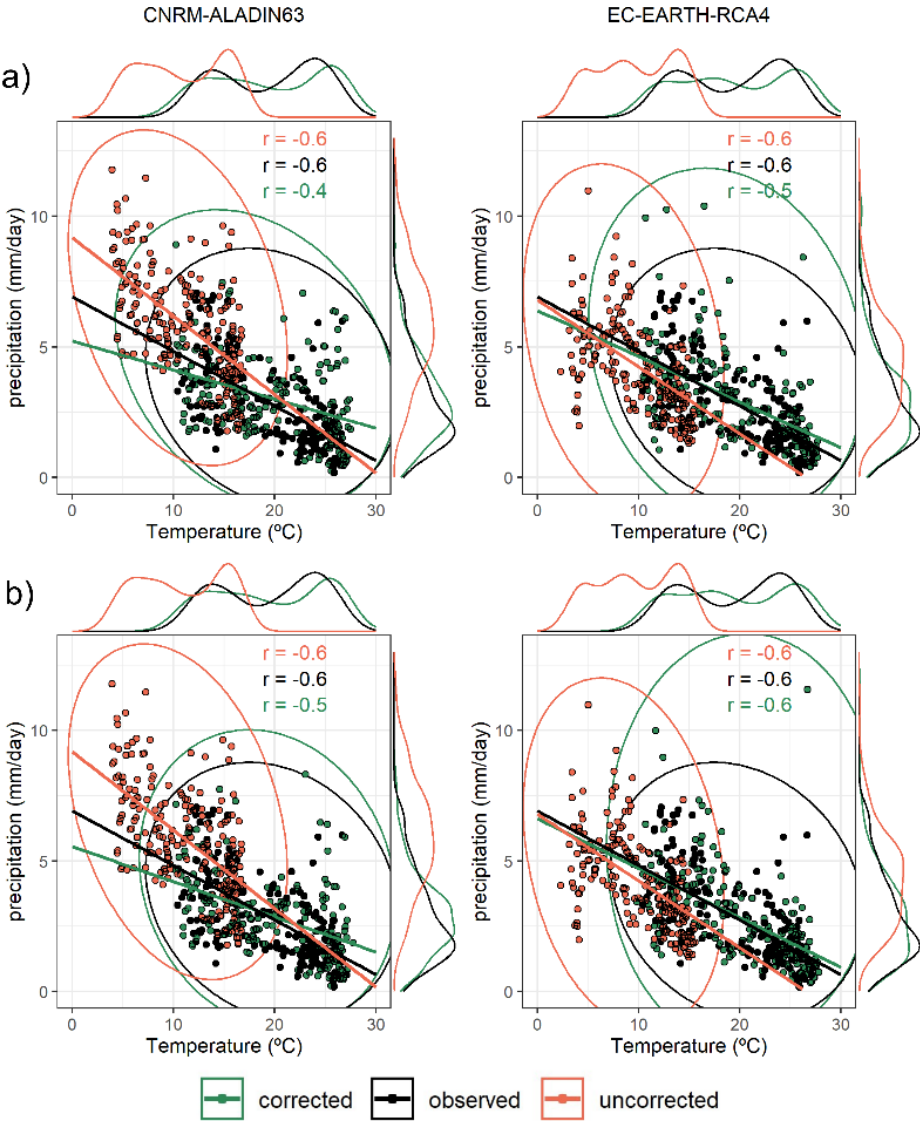 CNRM-ALADIN63
EC-EARTH-RCA4
a)
r = -0.6
r = -0.6
r = -0.4
10
5
0
precipitation (mm/day)
0 10 20 30
Temperature (ºC)
r = -0.6
r = -0.6
r = -0.5
10
5
0
precipitation (mm/day)
0 10 20 30
Temperature (ºC)
b)
r = -0.6
r = -0.6
r = -0.5
10
5
0
precipitation (mm/day)
0 10 20 30
Temperature (ºC)
r = -0.6
r = -0.6
r = -0.6
10
5
0
precipitation (mm/day)
0 10 20 30
Temperature (ºC)
corrected observed uncorrected